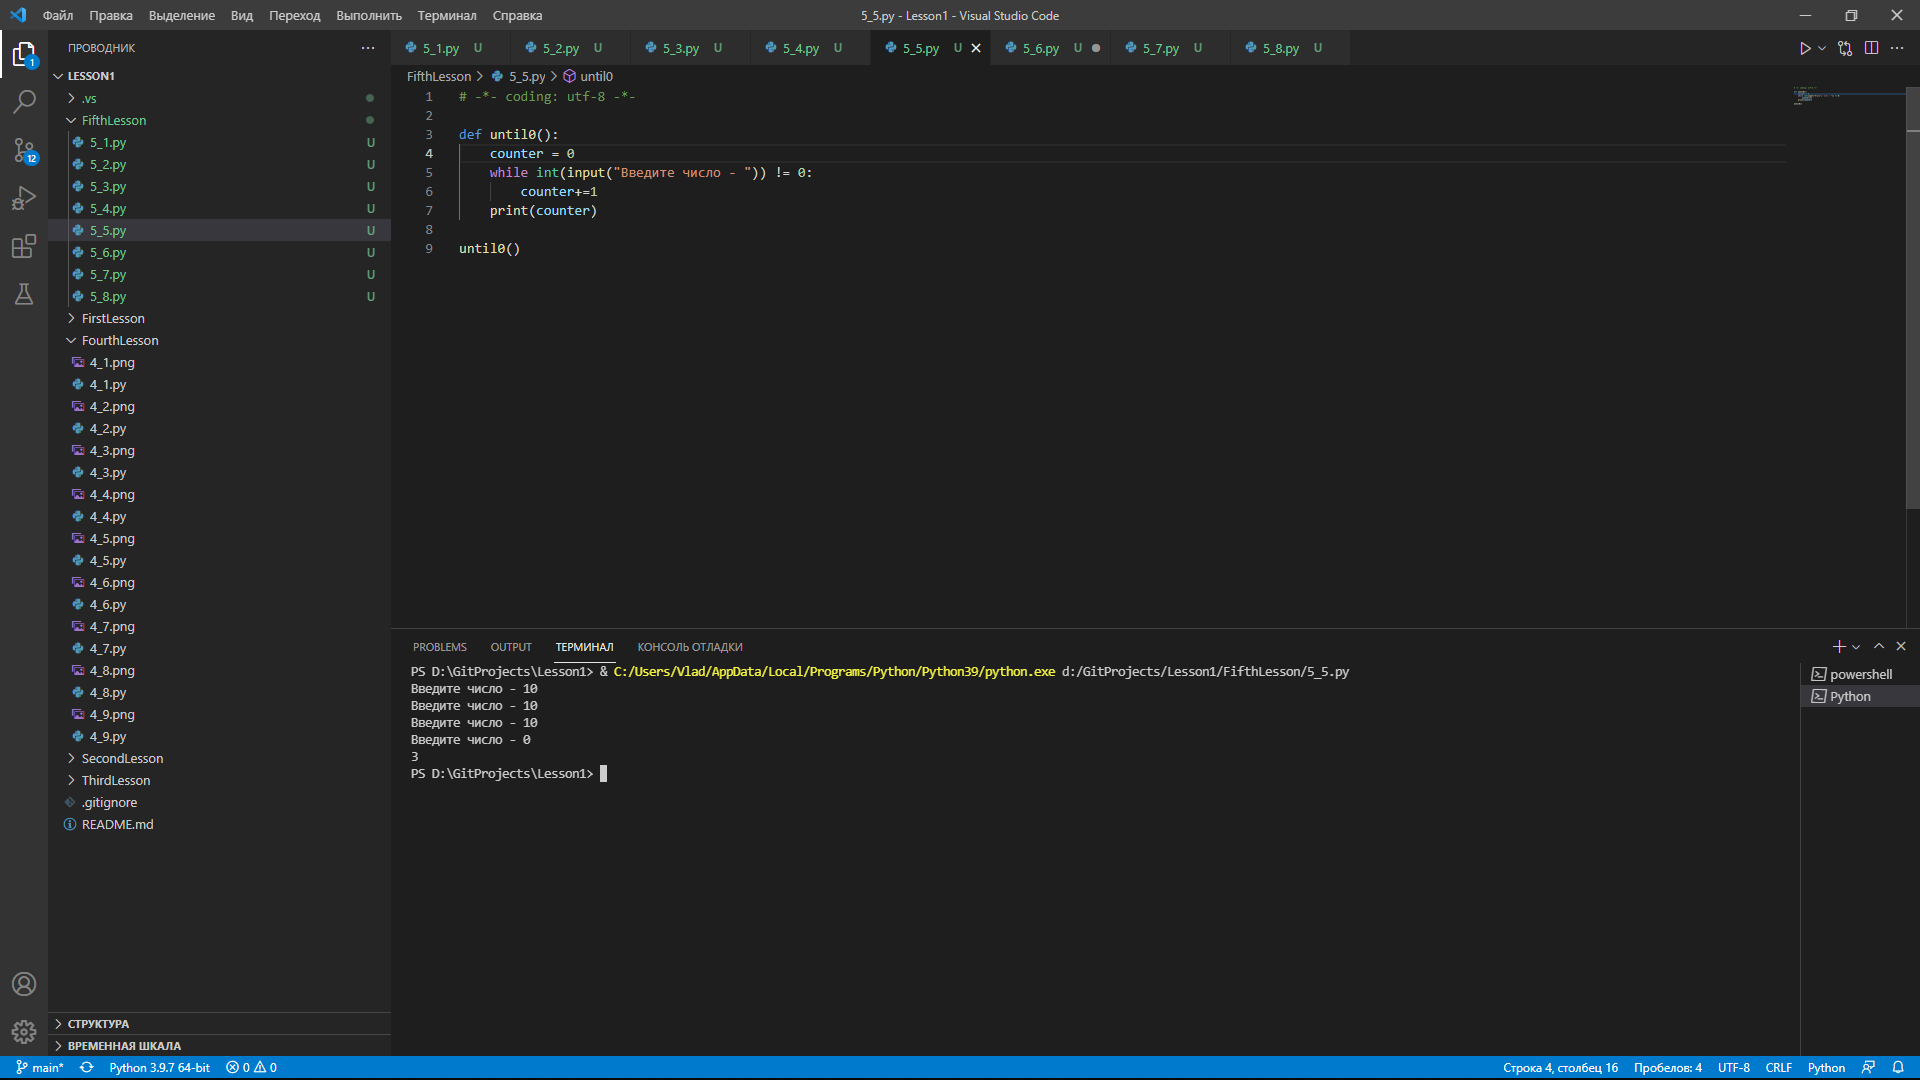 Файл Правка Выделение Вид Переход Выполнить Терминал Справка 5_5.py - Lesson1 - Visual Studio Code
ПРОВОДНИК
5_1.py U 5_2.py U 5_3.py U 5_4.py U 5_5.py U 5_6.py U 5_7.py U 5_8.py U
1
12
LESSON1
.vs
FifthLesson
5_1.py U
5_2.py U
5_3.py U
5_4.py U
5_5.py U
5_6.py U
5_7.py U
5_8.py U
FirstLesson
FourthLesson
4_1.png
4_1.py
4_2.png
4_2.py
4_3.png
4_3.py
4_4.png
4_4.py
4_5.png
4_5.py
4_6.png
4_6.py
4_7.png
4_7.py
4_8.png
4_8.py
4_9.png
4_9.py
SecondLesson
ThirdLesson
.gitignore
README.md
СТРУКТУРА
ВРЕМЕННАЯ ШКАЛА
FifthLesson > 5_5.py > until0
1 # -*- coding: utf-8 -*-
2
3 def until0():
4 counter = 0
5 while int(input("Введите число - ")) != 0:
6 counter+=1
7 print(counter)
8
9 until0()
PROBLEMS OUTPUT ТЕРМИНАЛ КОНСОЛЬ ОТЛАДКИ
PS D:\GitProjects\Lesson1> & C:/Users/Vlad/AppData/Local/Programs/Python/Python39/python.exe d:/GitProjects/Lesson1/FifthLesson/5_5.py
Введите число - 10
Введите число - 10
Введите число - 10
Введите число - 0
3
PS D:\GitProjects\Lesson1>
powershell
Python
main* Python 3.9.7 64-bit 0 0 Строка 4, столбец 16 Пробелов: 4 UTF-8 CRLF Python